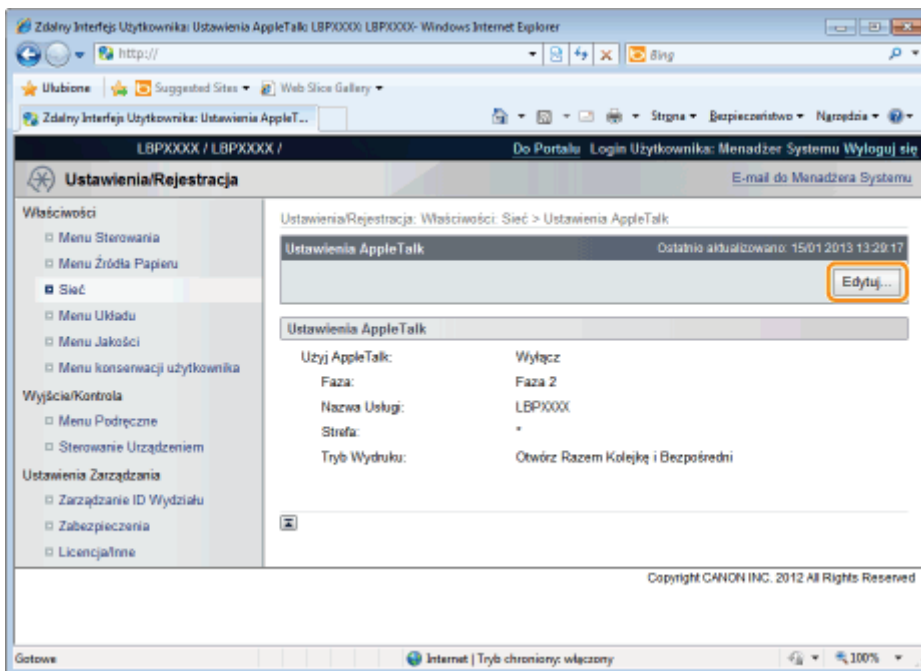 Zdalny Interfejs Użytkownika: Ustawienia AppleTalk: LBPXXXX: LBPXXXX- Windows Internet Explorer
http://
Bing
Ulubione Suggested Sites Web Slice Gallery
Zdalny Interfejs Użytkownika: Ustawienia AppleT...
Strona Bezpieczeństwo Narzędzia
LBPXXXX / LBPXXXX /
Do Portalu Login Użytkownika: Menadżer Systemu Wyloguj się
Ustawienia/Rejestracja
E-mail do Menadżera Systemu
Właściwości
Menu Sterowania
Menu Źródła Papieru
Sieć
Menu Układu
Menu Jakości
Menu konserwacji użytkownika
Wyjście/Kontrola
Menu Podręczne
Sterowanie Urządzeniem
Ustawienia Zarządzania
Zarządzanie ID Wydziału
Zabezpieczenia
Licencja/Inne
Ustawienia/Rejestracja: Właściwości: Sieć > Ustawienia AppleTalk
Ustawienia AppleTalk
Ostatnio aktualizowano: 15/01 2013 13:29:17
Edytuj...
Ustawienia AppleTalk
Użyj AppleTalk: Wyłącz
Faza: Faza 2
Nazwa Usługi: LBPXXXX
Strefa: *
Tryb Wydruku: Otwórz Razem Kolejkę i Bezpośredni
Copyright CANON INC. 2012 All Rights Reserved
Gotowe
Internet | Tryb chroniony: włączony
100%